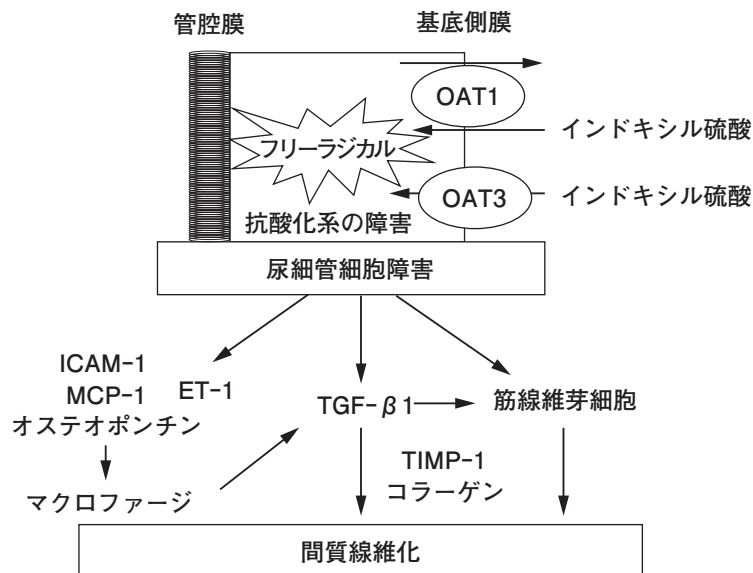 管腔膜
基底側膜
OAT1
インドキシル硫酸
フリーラジカル
OAT3
インドキシル硫酸
抗酸化系の障害
尿細管細胞障害
ICAM-1
MCP-1
オステオポンチン
ET-1
TGF-β1
筋線維芽細胞
TIMP-1
コラーゲン
マクロファージ
間質線維化